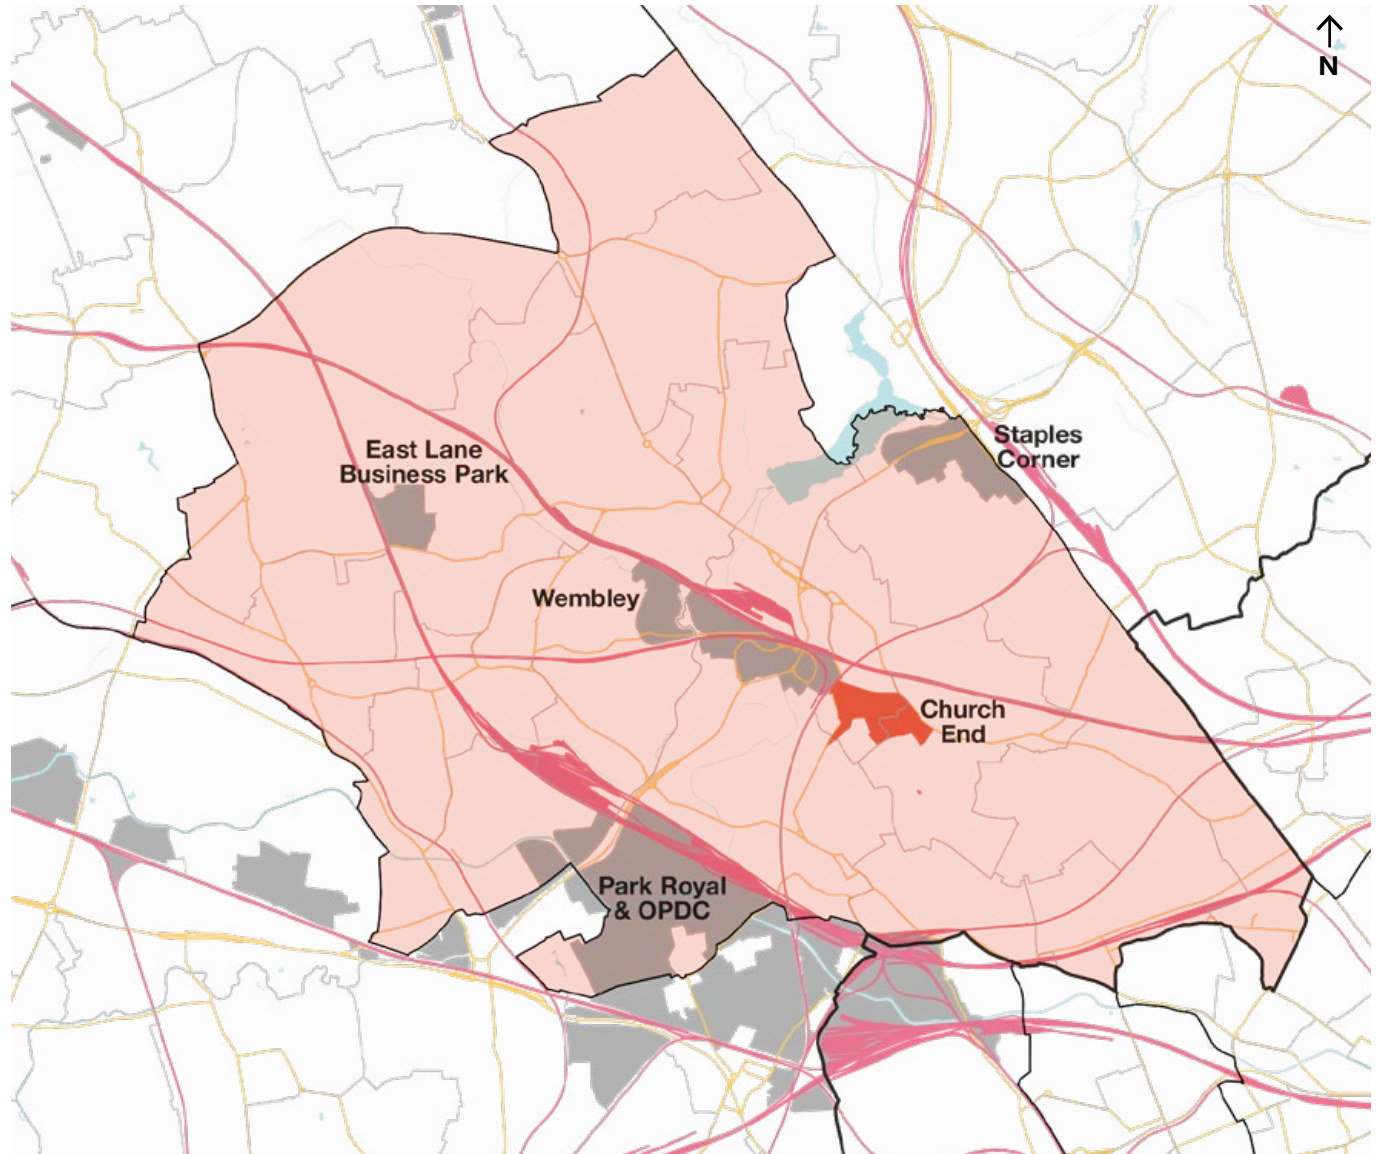 N
East Lane
Business Park
Staples
Corner
Wembley
Church
End
Park Royal
& OPDC